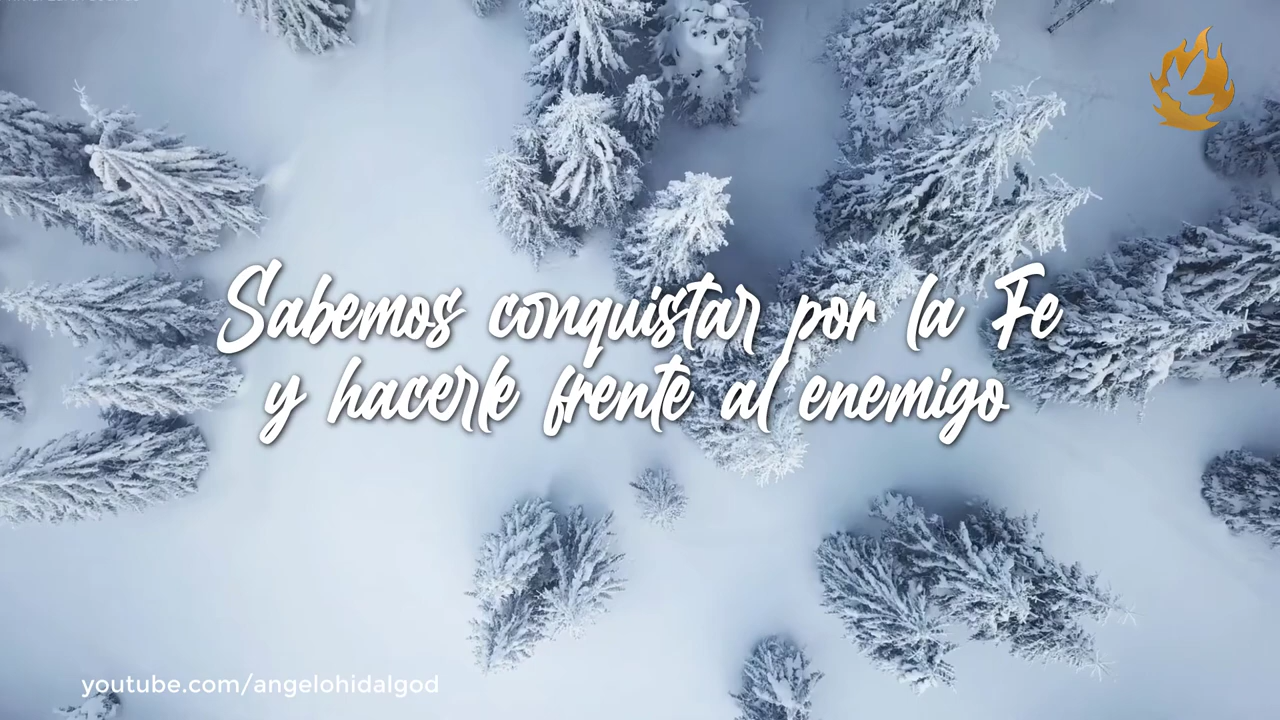 Sabemos conquistar por la Fe
y hacerle frente al enemigo
youtube.com/angelohidalgod